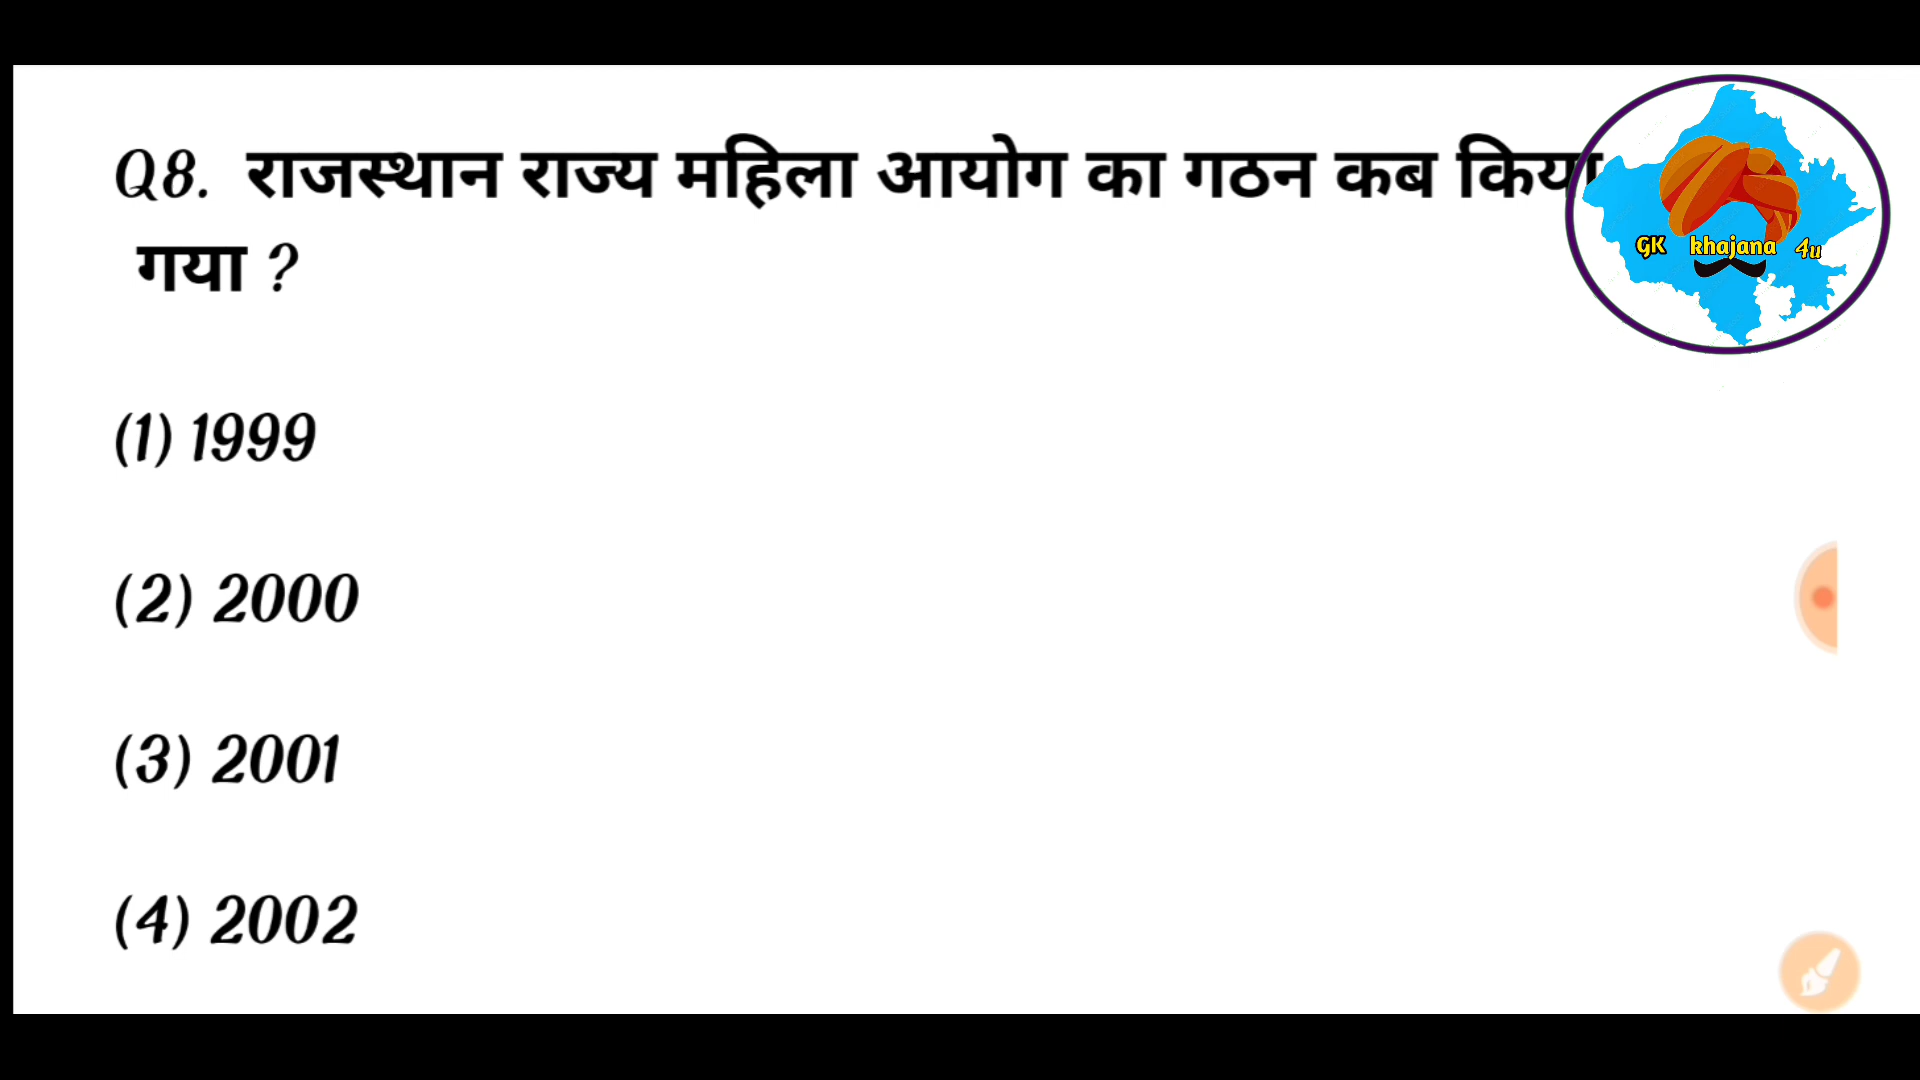 Q8. राजस्थान राज्य महिला आयोग का गठन कब किया
गया ?
GK khajana 4u
(1) 1999
(2) 2000
(3) 2001
(4) 2002